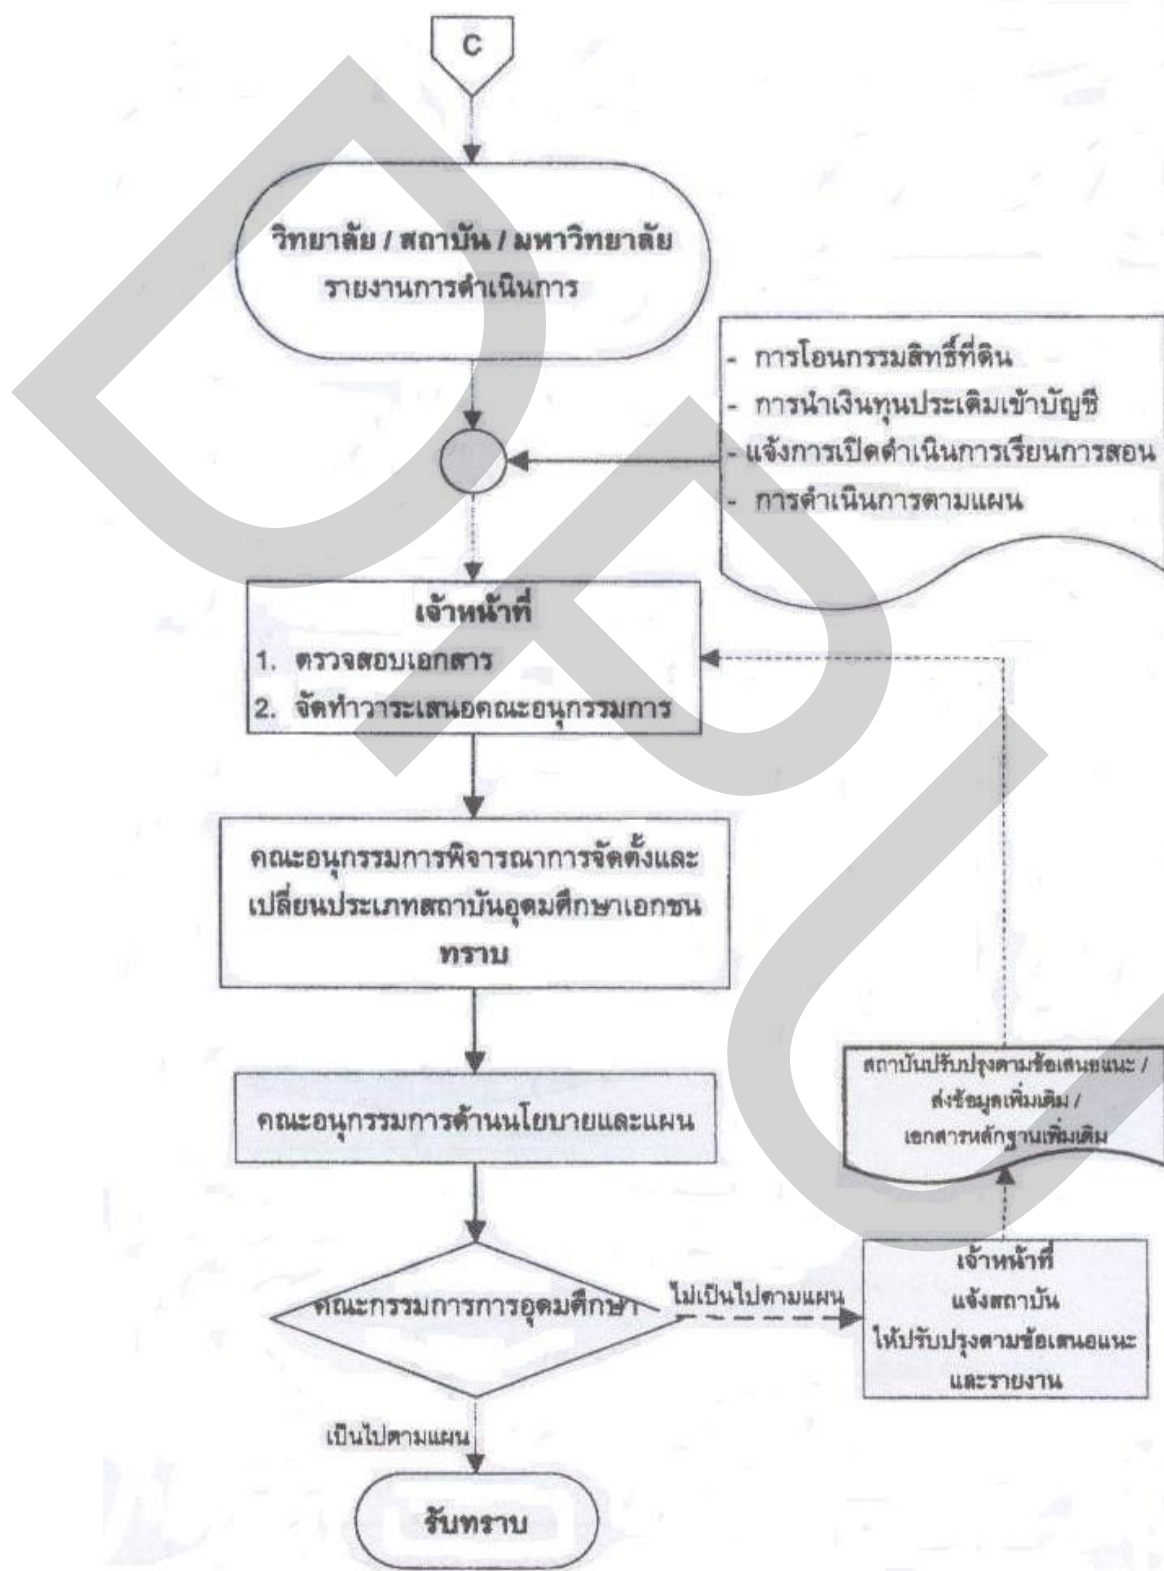 C
วิทยาลัย / สถาบัน / มหาวิทยาลัย
รายงานการดำเนินการ
- การโอนกรรมสิทธิ์ที่ดิน
- การนำเงินทุนประเดิมเข้าบัญชี
- แจ้งการเปิดดำเนินการเรียนการสอน
- การดำเนินการตามแผน
เจ้าหน้าที่
1. ตรวจสอบเอกสาร
2. จัดทำวาระเสนอคณะอนุกรรมการ
คณะอนุกรรมการพิจารณาการจัดตั้งและ
เปลี่ยนประเภทสถาบันอุดมศึกษาเอกชน
ทราบ
คณะอนุกรรมการด้านนโยบายและแผน
สถาบันปรับปรุงตามข้อเสนอแนะ /
ส่งข้อมูลเพิ่มเติม /
เอกสารหลักฐานเพิ่มเติม
คณะกรรมการการอุดมศึกษา
ไม่เป็นไปตามแผน
เจ้าหน้าที่
แจ้งสถาบัน
ให้ปรับปรุงตามข้อเสนอแนะ
และรายงาน
เป็นไปตามแผน
รับทราบ
DPU